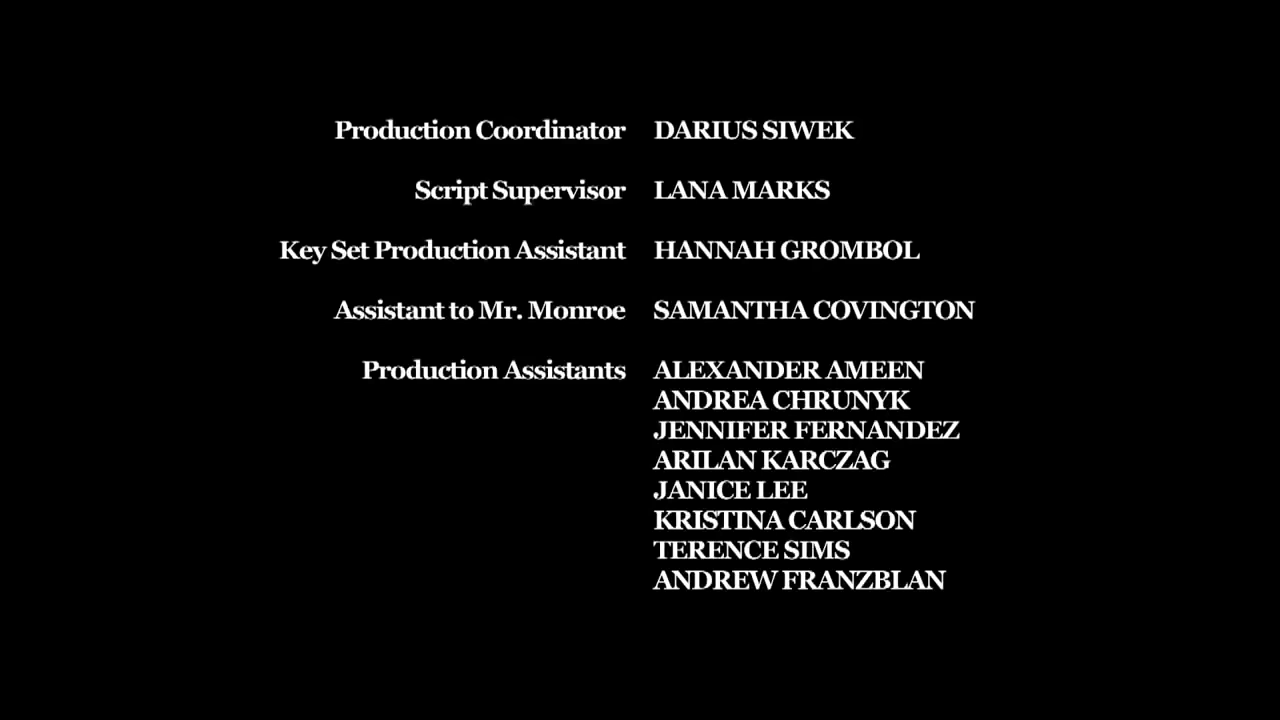 Production Coordinator DARIUS SIWEK
Script Supervisor LANA MARKS
Key Set Production Assistant HANNAH GROMBOL
Assistant to Mr. Monroe SAMANTHA COVINGTON
Production Assistants ALEXANDER AMEEN
ANDREA CHRUNYK
JENNIFER FERNANDEZ
ARILAN KARCZAG
JANICE LEE
KRISTINA CARLSON
TERENCE SIMS
ANDREW FRANZBLAN